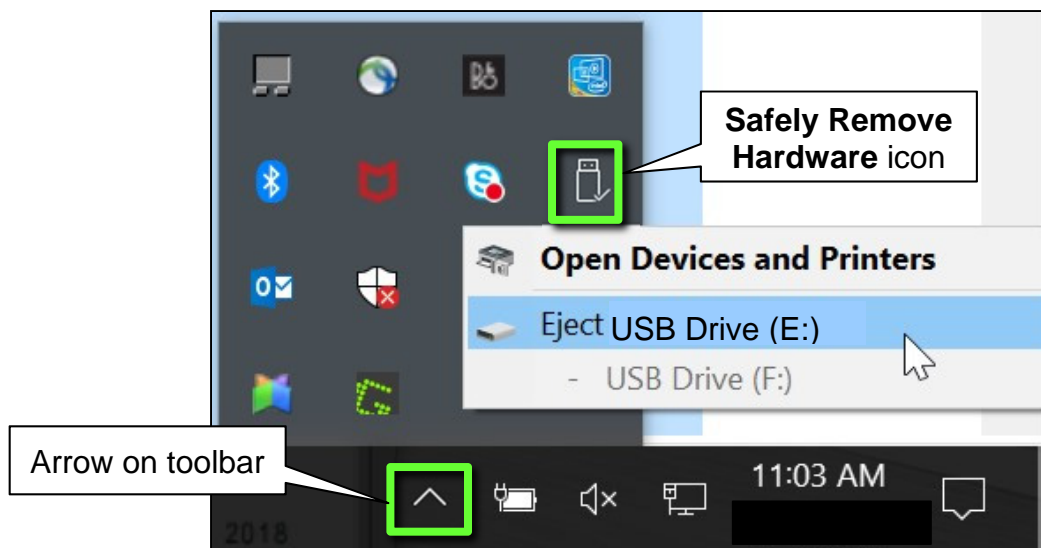 Safely Remove
Hardware icon
Open Devices and Printers
Eject USB Drive (E:)
- USB Drive (F:)
Arrow on toolbar
11:03 AM
2018